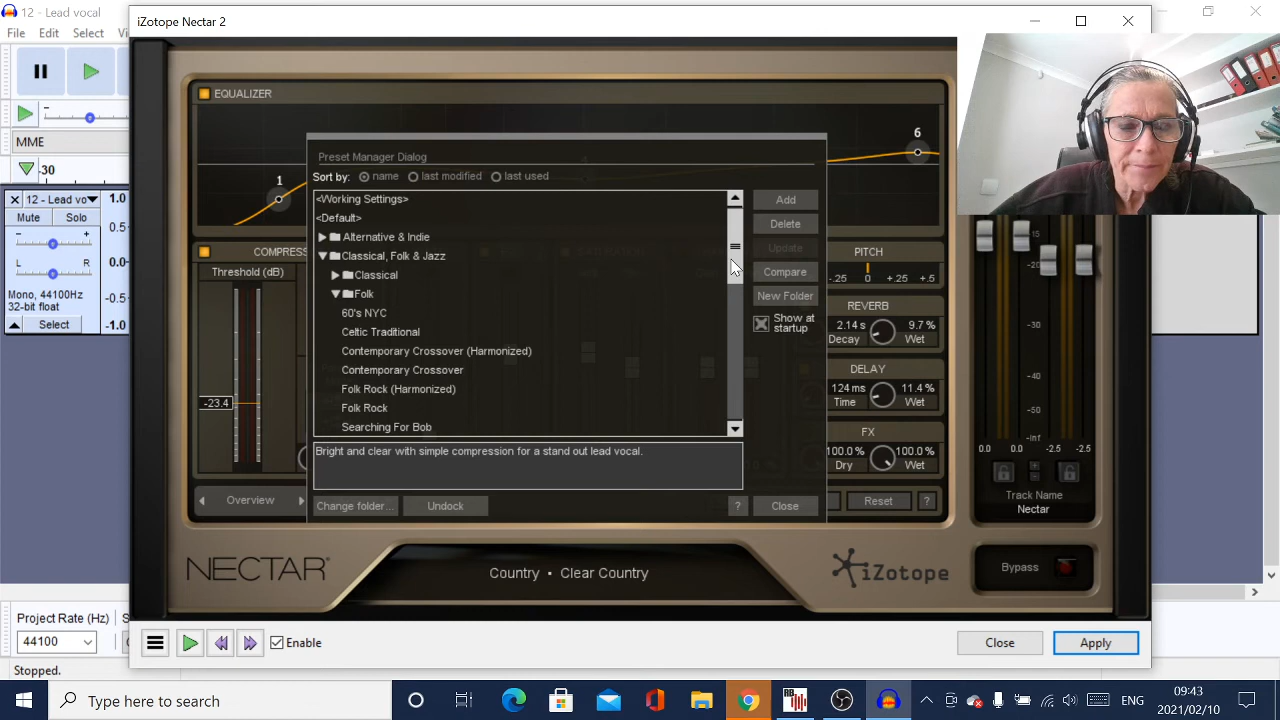 12 - Lead vocal
iZotope Nectar 2
File Edit Select Vi
EQUALIZER
6
1
Preset Manager Dialog
Sort by: name last modified last used
<Working Settings>
<Default>
Alternative & Indie
Classical, Folk & Jazz
Classical
Folk
60's NYC
Celtic Traditional
Contemporary Crossover (Harmonized)
Contemporary Crossover
Folk Rock (Harmonized)
Folk Rock
Searching For Bob
Add
Delete
Update
Compare
New Folder
Show at
startup
Bright and clear with simple compression for a stand out lead vocal.
Change folder...
Undock
?
Close
MME
-30
12 - Lead vo
1.0
Mute Solo
0.5
- +
L R
0.0
Mono, 44100Hz
32-bit float
-0.5
Select
-1.0
COMPRESS
Threshold (dB)
-23.4
Overview
PITCH
-.25 0 +.25 +.5
REVERB
2.14 s 9.7 %
Decay Wet
DELAY
124 ms 11.4 %
Time Wet
FX
100.0 % 100.0 %
Dry Wet
Reset ?
15
-30
-40
-50
-inf
0.0 0.0 -2.5 -2.5
Track Name
Nectar
NECTAR
Country • Clear Country
iZotope
Bypass
Enable
Close
Apply
Project Rate (Hz)
44100
Stopped.
Type here to search
RB
ENG
09:43
2021/02/10